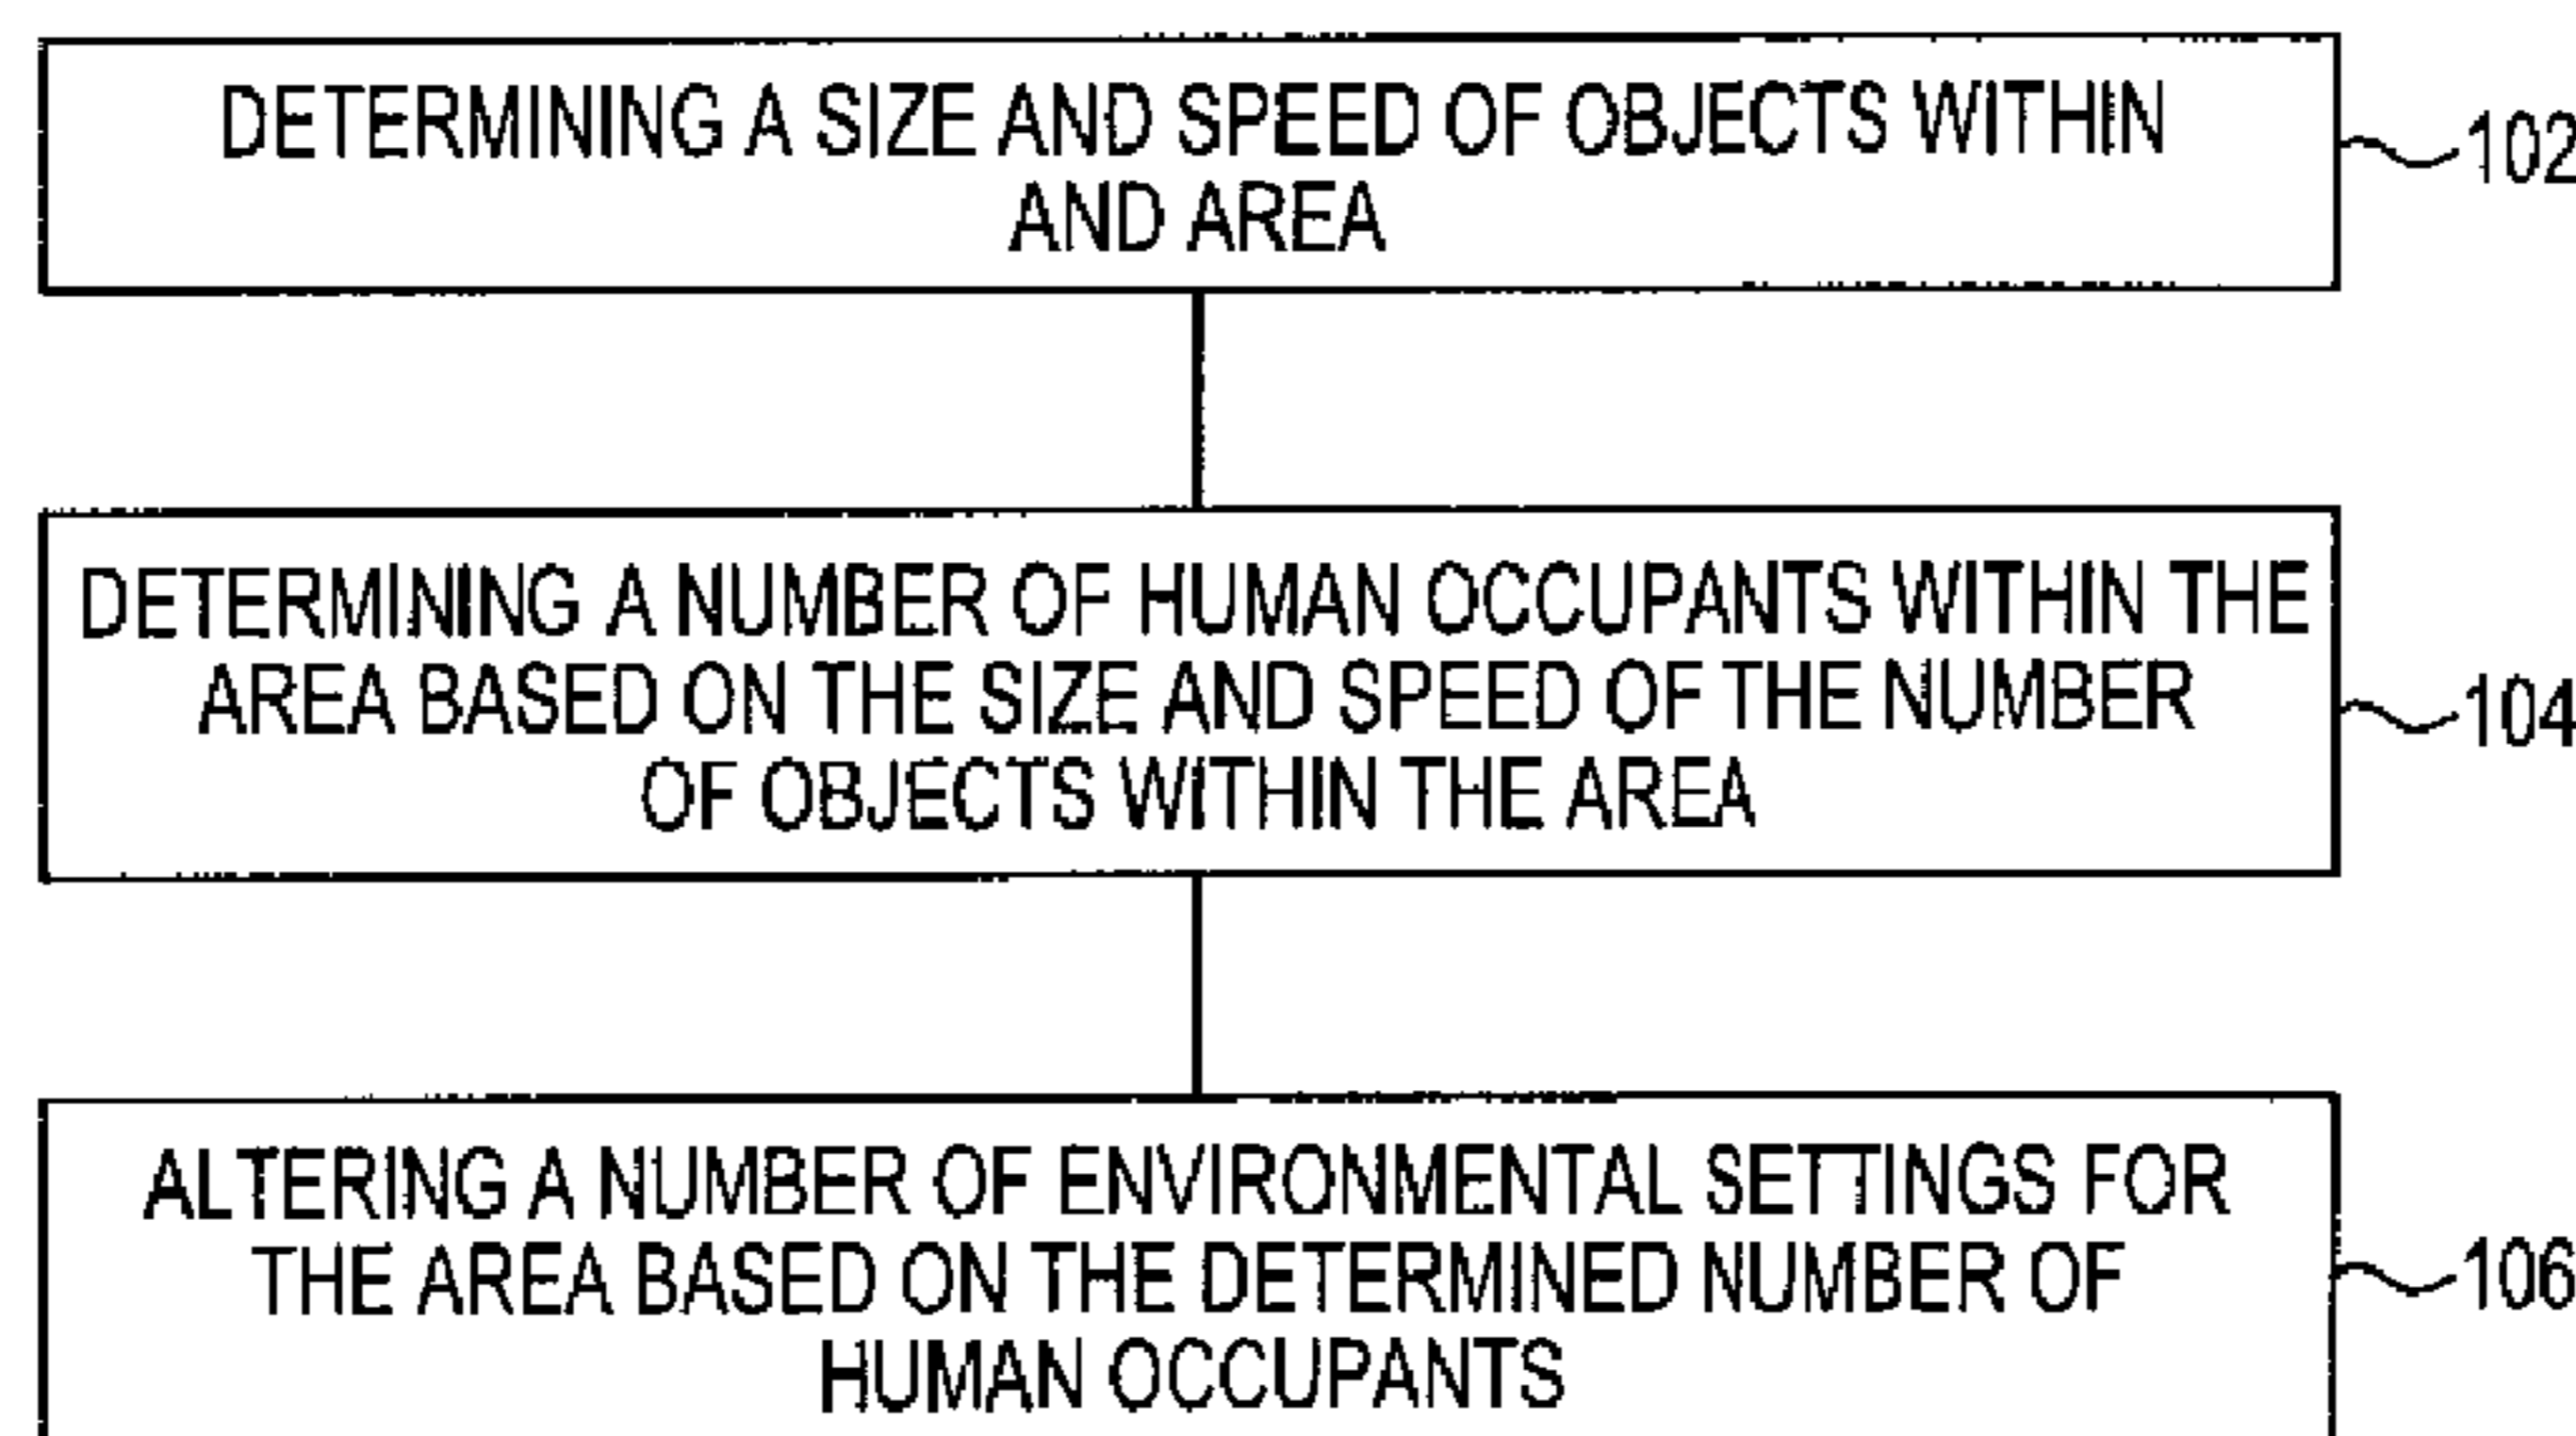 DETERMINING A SIZE AND SPEED OF OBJECTS WITHIN
AND AREA
102
DETERMINING A NUMBER OF HUMAN OCCUPANTS WITHIN THE
AREA BASED ON THE SIZE AND SPEED OF THE NUMBER
OF OBJECTS WITHIN THE AREA
104
ALTERING A NUMBER OF ENVIRONMENTAL SETTINGS FOR
THE AREA BASED ON THE DETERMINED NUMBER OF
HUMAN OCCUPANTS
106